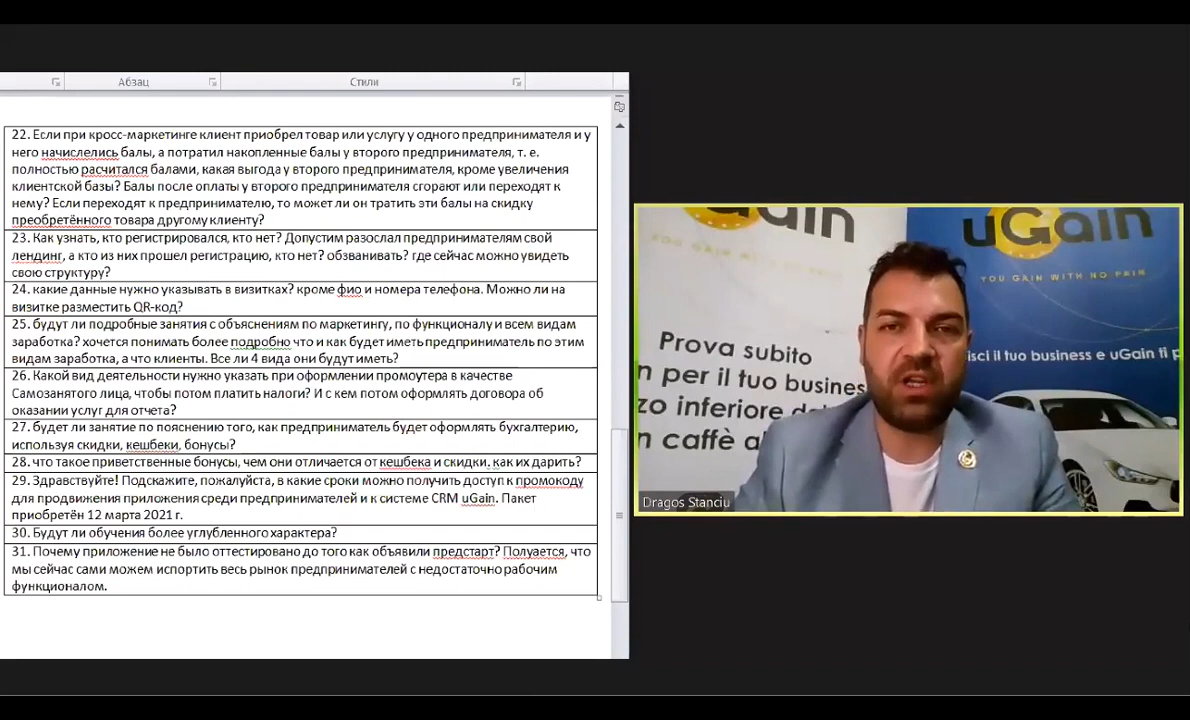 Абзац
Стили
22. Если при кросс-маркетинге клиент приобрел товар или услугу у одного предпринимателя и у
него начислелись балы, а потратил накопленные балы у второго предпринимателя, т. е.
полностью расчитался балами, какая выгода у второго предпринимателя, кроме увеличения
клиентской базы? Балы после оплаты у второго предпринимателя сгорают или переходят к
нему? Если переходят к предпринимателю, то может ли он тратить эти балы на скидку
преобретённого товара другому клиенту?
23. Как узнать, кто регистрировался, кто нет? Допустим разослал предпринимателям свой
лендинг, а кто из них прошел регистрацию, кто нет? обзванивать? где сейчас можно увидеть
свою структуру?
24. какие данные нужно указывать в визитках? кроме фио и номера телефона. Можно ли на
визитке разместить QR-код?
25. будут ли подробные занятия с объяснениям по маркетингу, по функционалу и всем видам
заработка? хочется понимать более подробно что и как будет иметь предприниматель по этим
видам заработка, а что клиенты. Все ли 4 вида они будут иметь?
26. Какой вид деятельности нужно указать при оформлении промоутера в качестве
Самозанятого лица, чтобы потом платить налоги? И с кем потом оформлять договора об
оказании услуг для отчета?
27. будет ли занятие по пояснению того, как предприниматель будет оформлять бухгалтерию,
используя скидки, кешбеки, бонусы?
28. что такое приветственные бонусы, чем они отличается от кешбека и скидки. как их дарить?
29. Здравствуйте! Подскажите, пожалуйста, в какие сроки можно получить доступ к промокоду
для продвижения приложения среди предпринимателей и к системе CRM uGain. Пакет
приобретён 12 марта 2021 г.
30. Будут ли обучения более углубленного характера?
31. Почему приложение не было оттестировано до того как объявили предстарт? Полуается, что
мы сейчас сами можем испортить весь рынок предпринимателей с недостаточно рабочим
функционалом.
uGain
YOU GAIN WITH NO PAIN
Prova subito
n per il tuo busines
zo inferiore
n caffè al
isci il tuo business e uGain ti p
Dragos Stanciu